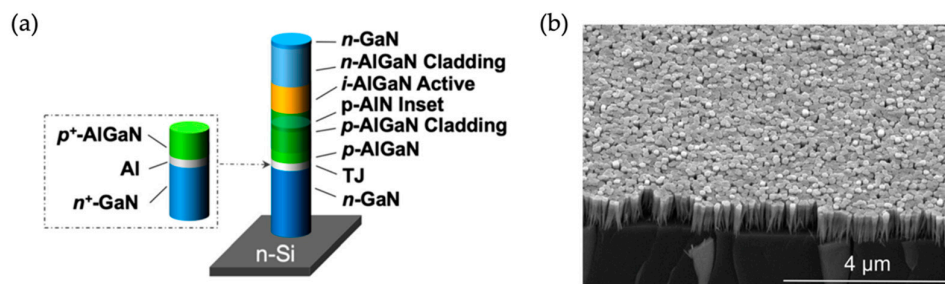 (a)
n-GaN
n-AlGaN Cladding
i-AlGaN Active
p-AlN Inset
p-AlGaN Cladding
p-AlGaN
TJ
n-GaN
n-Si
p⁺-AlGaN
Al
n⁺-GaN
(b)
4 µm